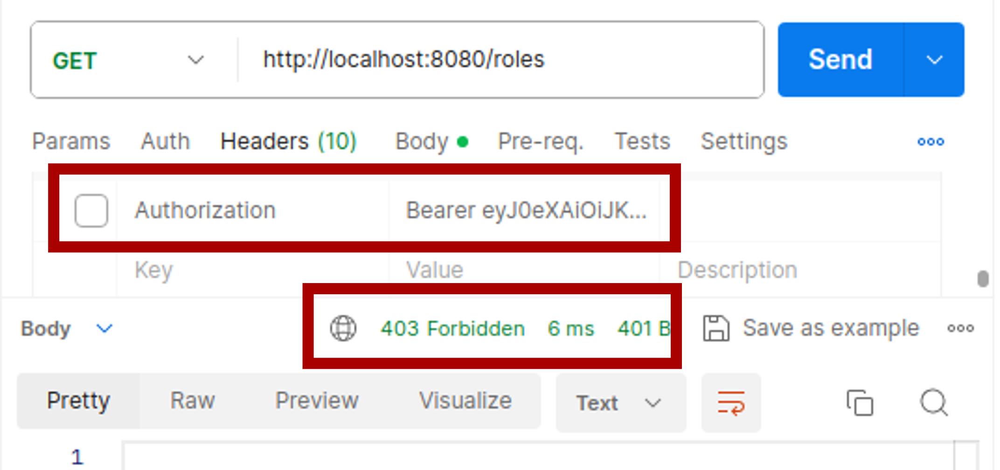 GET http://localhost:8080/roles Send
Params Auth Headers (10) Body Pre-req. Tests Settings
Authorization Bearer eyJ0eXAiOiJK...
Key Value Description
Body 403 Forbidden 6 ms 401 B Save as example
Pretty Raw Preview Visualize Text
1